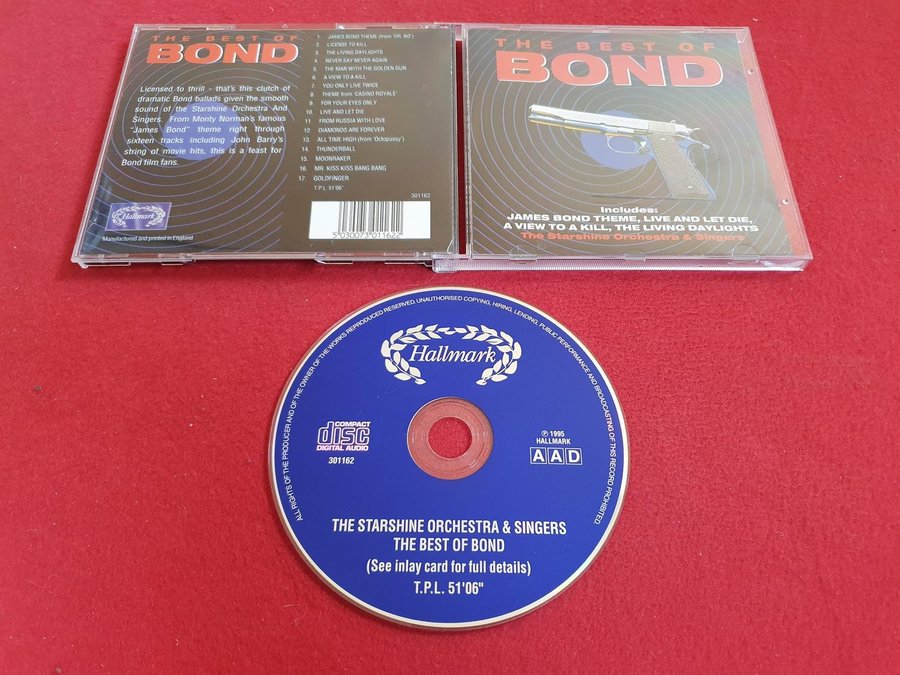 THE BEST OF
BOND
Licensed to thrill - that's this clutch of
dramatic Bond ballads given the smooth
sound of the Starshine Orchestra And
Singers. From Monty Norman's famous
"James Bond" theme right through
sixteen tracks including John Barry's
string of movie hits, this is a feast for
Bond film fans.
Hallmark
Manufactured and printed in England
1. JAMES BOND THEME (from 'DR. NO')
2. LICENSE TO KILL
3. THE LIVING DAYLIGHTS
4. NEVER SAY NEVER AGAIN
5. THE MAN WITH THE GOLDEN GUN
6. A VIEW TO A KILL
7. YOU ONLY LIVE TWICE
8. THEME from 'CASINO ROYALE'
9. FOR YOUR EYES ONLY
10. LIVE AND LET DIE
11. FROM RUSSIA WITH LOVE
12. DIAMONDS ARE FOREVER
13. ALL TIME HIGH (from 'Octopussy')
14. THUNDERBALL
15. MOONRAKER
16. MR. KISS KISS BANG BANG
17. GOLDFINGER
T.P.L. 51'06"
301162
5 030073 011622
THE BEST OF
BOND
Includes:
JAMES BOND THEME, LIVE AND LET DIE,
A VIEW TO A KILL, THE LIVING DAYLIGHTS
The Starshine Orchestra & Singers
ALL RIGHTS OF THE PRODUCER AND OF THE OWNER OF THE WORKS REPRODUCED RESERVED. UNAUTHORISED COPYING, HIRING, LENDING, PUBLIC PERFORMANCE AND BROADCASTING OF THIS RECORD PROHIBITED.
Hallmark
COMPACT
disc
DIGITAL AUDIO
301162
℗ 1995
HALLMARK
AAD
THE STARSHINE ORCHESTRA & SINGERS
THE BEST OF BOND
(See inlay card for full details)
T.P.L. 51'06"